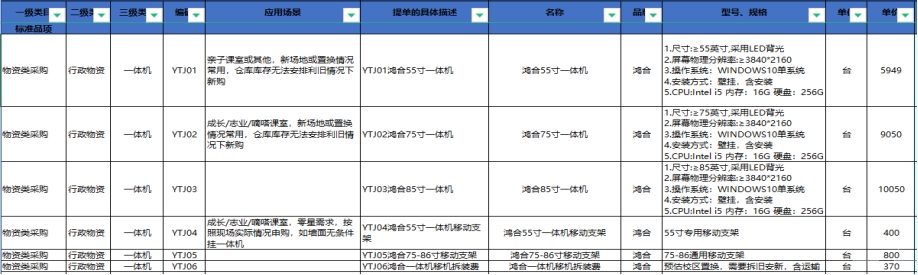 一级类目 二级类 三级类 编码 应用场景 提单的具体描述 名称 品牌 型号、规格 单位 单价
标准品项
物资类采购 行政物资 一体机 YTJ01 亲子课室或其他，新场地或置换情况常用，仓库库存无法安排利旧情况下新购 YTJ01鸿合55寸一体机 鸿合55寸一体机 鸿合 台 5949
1.尺寸:≥55英寸,采用LED背光
2.屏幕物理分辨率:≥3840*2160
3.操作系统：WINDOWS10单系统
4.安装方式：壁挂，含安装
5.CPU:Intel i5 内存：16G 硬盘：256G
物资类采购 行政物资 一体机 YTJ02 成长/志业/嘀嗒课室，新场地或置换情况常用，仓库库存无法安排利旧情况下新购 YTJ02鸿合75寸一体机 鸿合75寸一体机 鸿合 台 9050
1.尺寸:≥75英寸,采用LED背光
2.屏幕物理分辨率:≥3840*2160
3.操作系统：WINDOWS10单系统
4.安装方式：壁挂，含安装
5.CPU:Intel i5 内存：16G 硬盘：256G
物资类采购 行政物资 一体机 YTJ03 YTJ03鸿合85寸一体机 鸿合85寸一体机 鸿合 台 10050
1.尺寸:≥85英寸,采用LED背光
2.屏幕物理分辨率:≥3840*2160
3.操作系统：WINDOWS10单系统
4.安装方式：壁挂，含安装
5.CPU:Intel i5 内存：16G 硬盘：256G
物资类采购 行政物资 一体机 YTJ04 成长/志业/嘀嗒课室，零星需求，按照现场实际情况申购，如墙面无条件挂一体机 YTJ04鸿合55寸一体机移动支架 鸿合55寸一体机移动支架 鸿合 55寸专用移动支架 台 400
物资类采购 行政物资 一体机 YTJ05 YTJ05鸿合75-86寸移动支架 鸿合75-86寸移动支架 鸿合 75-86通用移动支架 台 800
物资类采购 行政物资 一体机 YTJ06 YTJ06鸿合一体机移机拆装费 鸿合一体机移机拆装费 鸿合 预估校区置换，需要拆旧安新，含运输 台 370